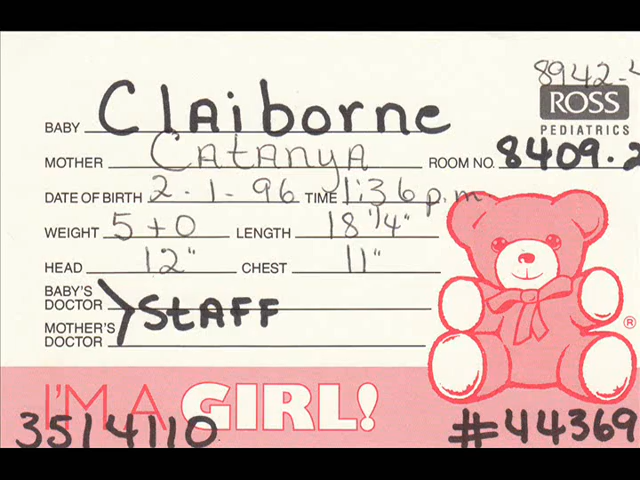 8942-
ROSS
PEDIATRICS
BABY Claiborne
MOTHER Catanya ROOM NO. 8409.2
DATE OF BIRTH 2-1-96 TIME 1:36 p.m
WEIGHT 5+0 LENGTH 18 1/4"
HEAD 12" CHEST 11"
BABY'S DOCTOR
STAFF
MOTHER'S DOCTOR
®
I'M A GIRL!
3514110 #44369